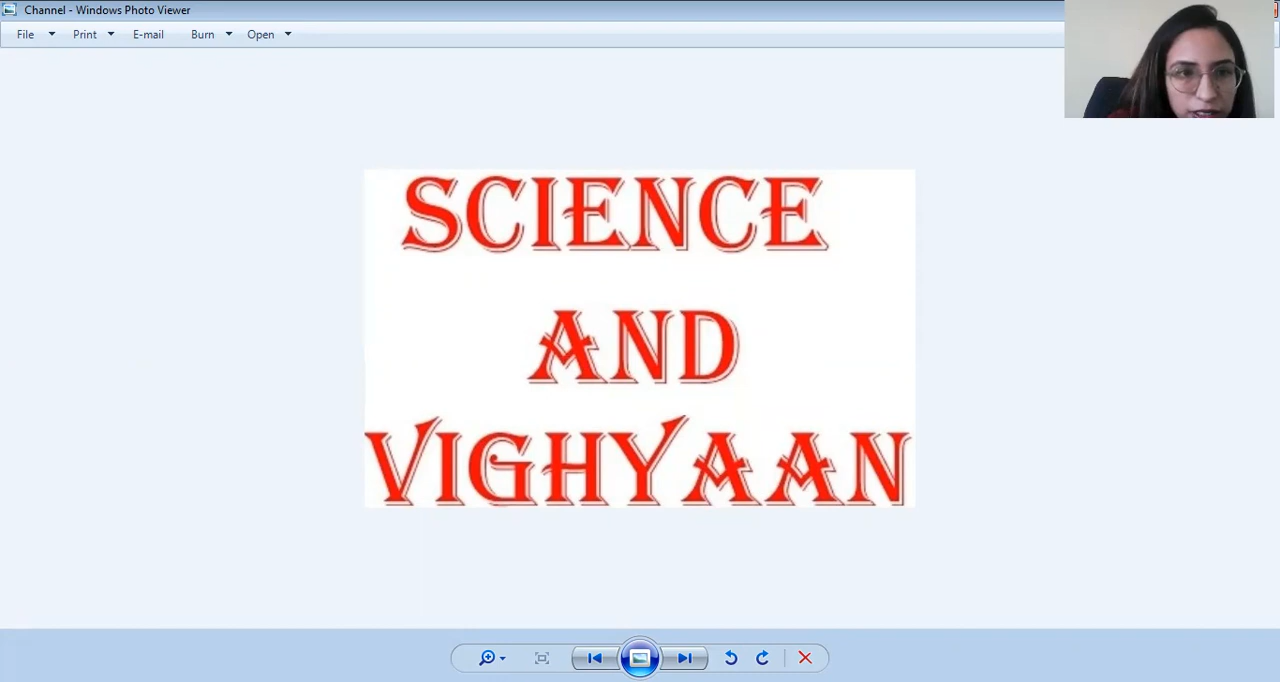 Channel - Windows Photo Viewer
File Print E-mail Burn Open
SCIENCE
AND
VIGHYAAN